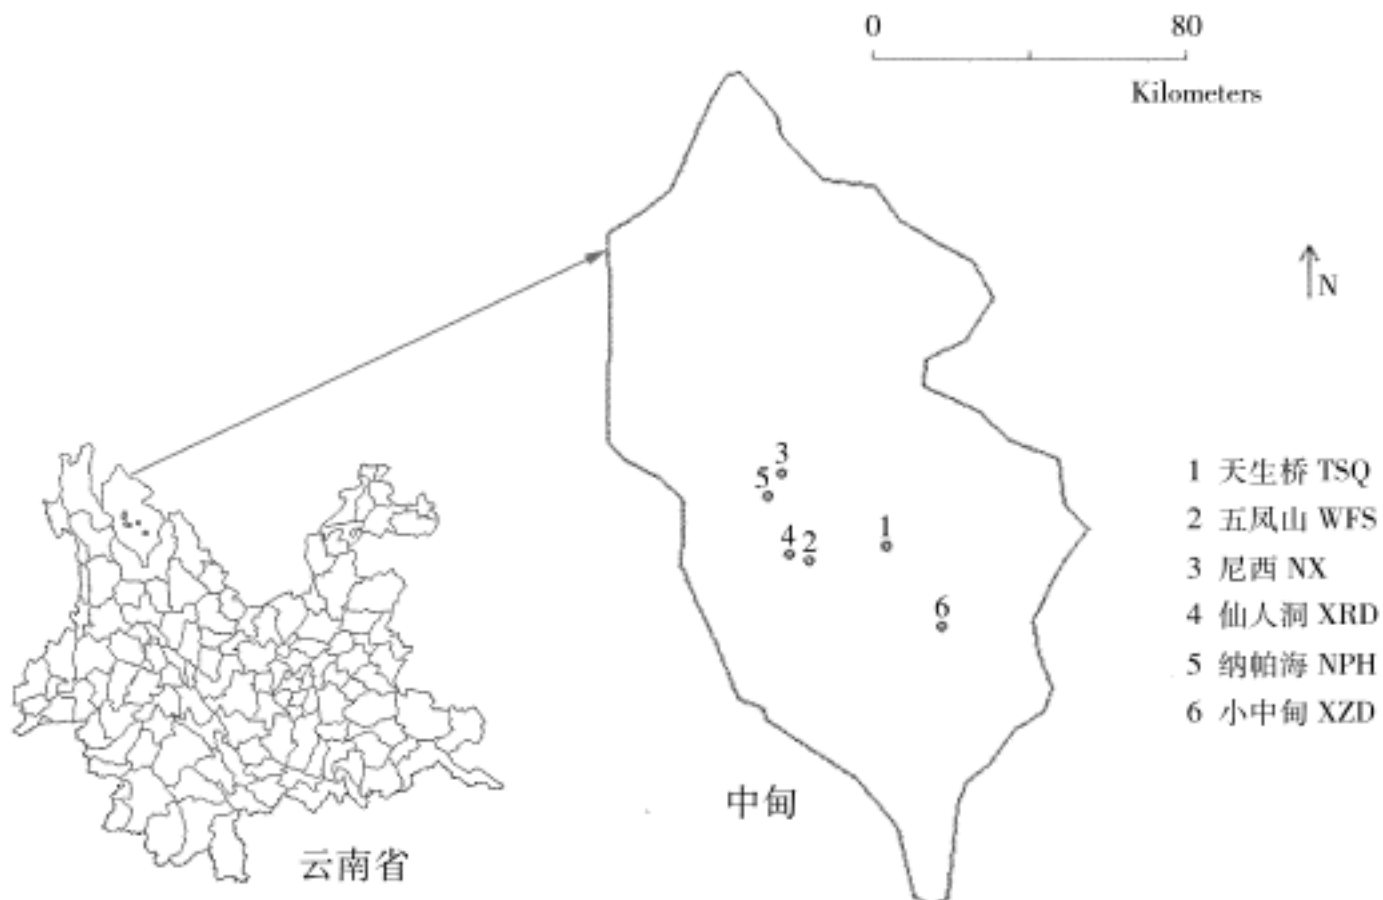 0 80
Kilometers
N
3
5
4 2 1
6
1 天生桥 TSQ
2 五凤山 WFS
3 尼西 NX
4 仙人洞 XRD
5 纳帕海 NPH
6 小中甸 XZD
中甸
云南省